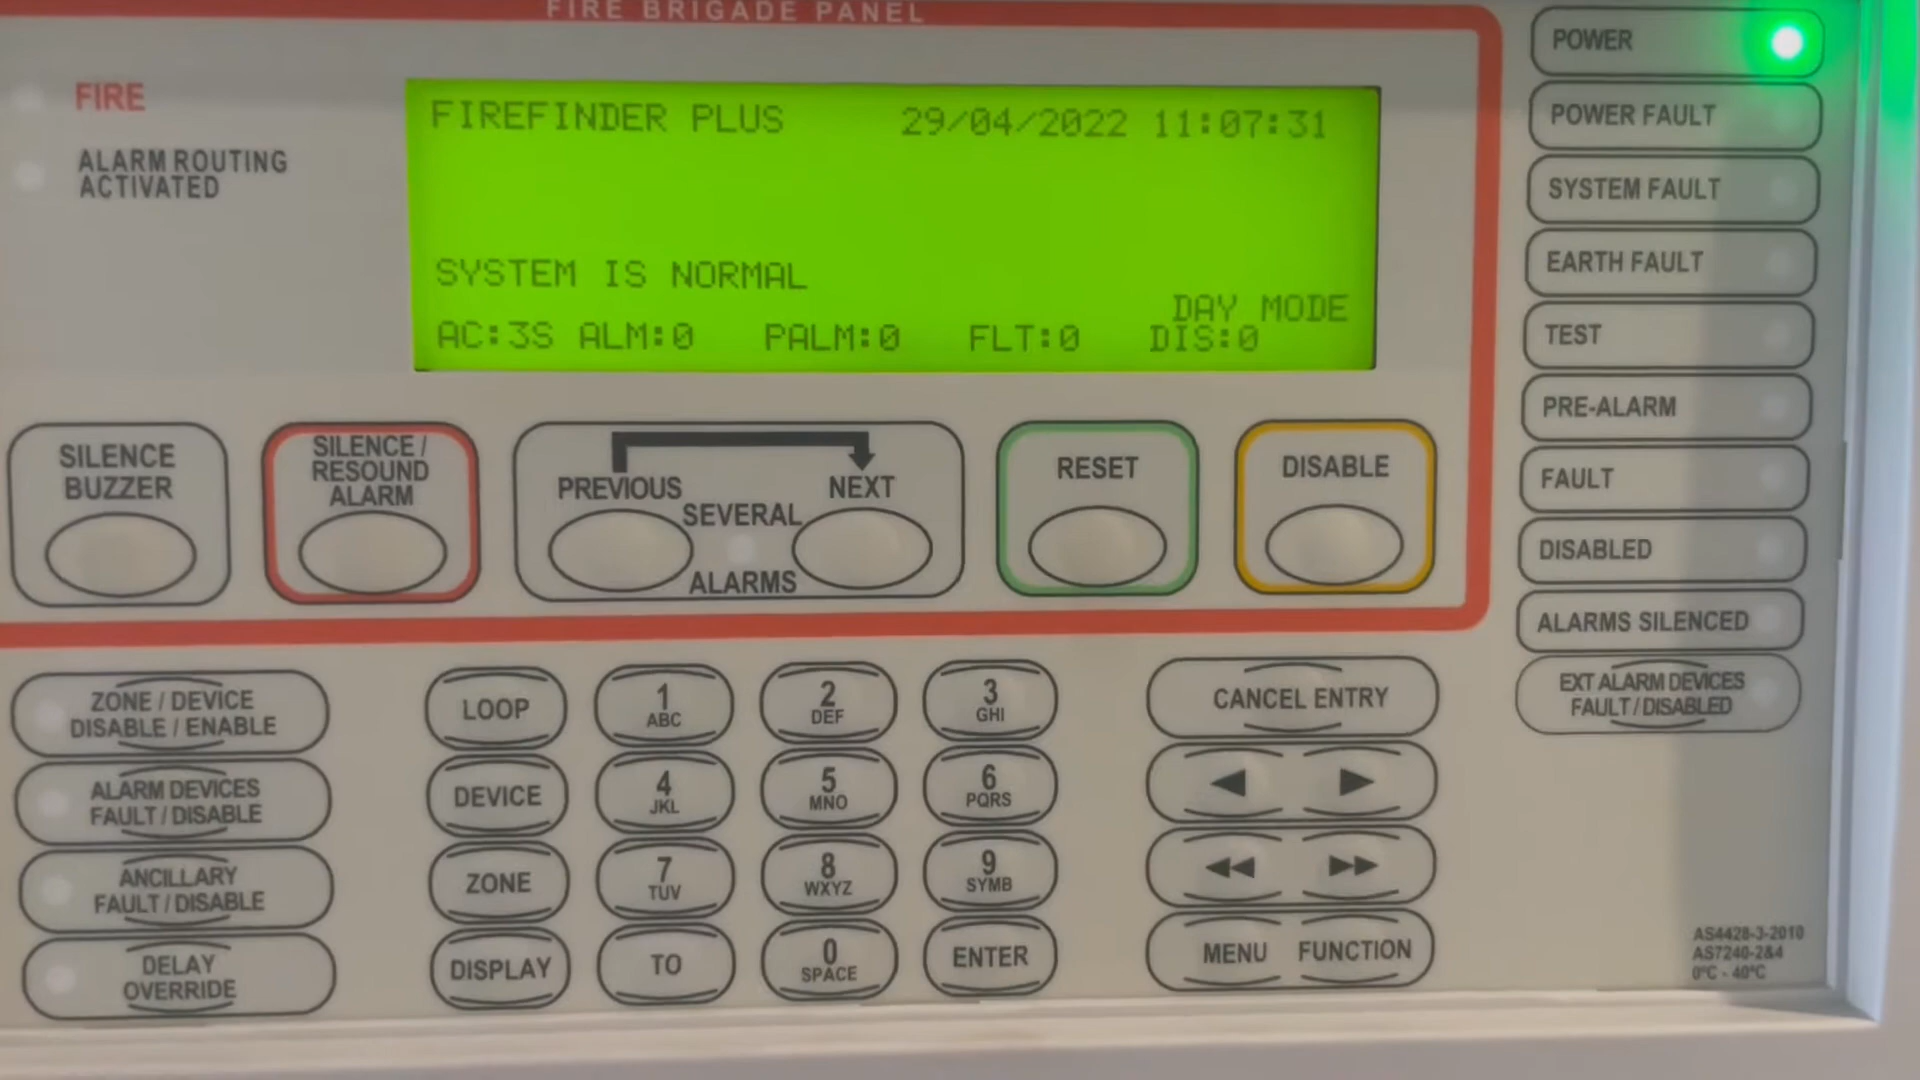 FIRE BRIGADE PANEL
FIRE
ALARM ROUTING
ACTIVATED
FIREFINDER PLUS 29/04/2022 11:07:31
SYSTEM IS NORMAL
DAY MODE
AC:3S ALM:0 PALM:0 FLT:0 DIS:0
SILENCE
BUZZER
SILENCE /
RESOUND
ALARM
PREVIOUS
SEVERAL
ALARMS
NEXT
RESET
DISABLE
POWER
POWER FAULT
SYSTEM FAULT
EARTH FAULT
TEST
PRE-ALARM
FAULT
DISABLED
ALARMS SILENCED
EXT ALARM DEVICES
FAULT / DISABLED
ZONE / DEVICE
DISABLE / ENABLE
ALARM DEVICES
FAULT / DISABLE
ANCILLARY
FAULT / DISABLE
DELAY
OVERRIDE
LOOP
1
ABC
2
DEF
3
GHI
DEVICE
4
JKL
5
MNO
6
PQRS
ZONE
7
TUV
8
WXYZ
9
SYMB
DISPLAY
TO
0
SPACE
ENTER
CANCEL ENTRY
MENU FUNCTION
AS4428-3-2010
AS7240-2&4
0°C - 40°C